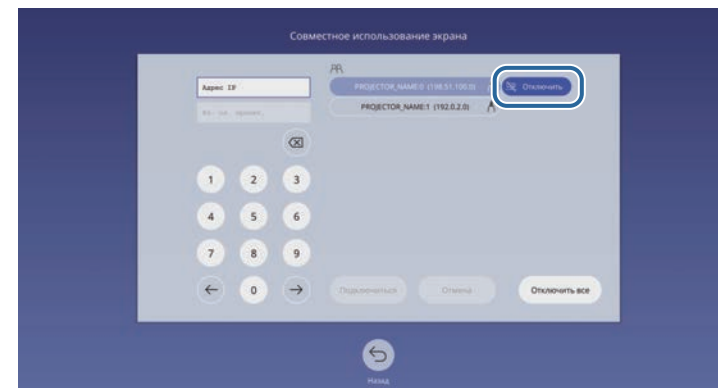 Совместное использование экрана
Адрес IP
PROJECTOR_NAME:0 (198.51.100.0)
Отключить
PROJECTOR_NAME:1 (192.0.2.0)
1 2 3
4 5 6
7 8 9
0
Подключиться
Отмена
Отключить все
Назад